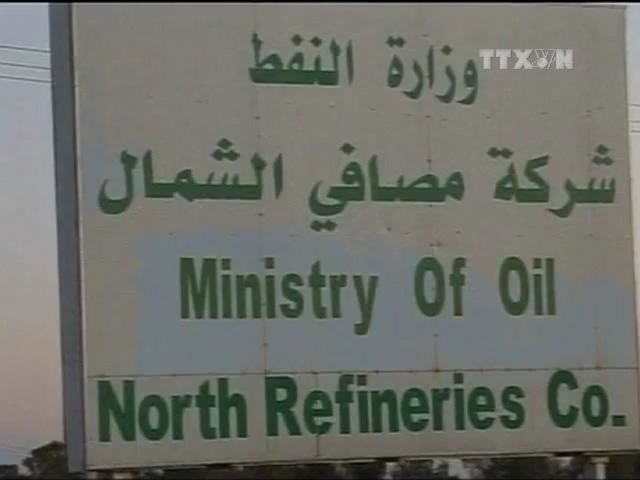 TTXVN
وزارة النفط
شركة مصافي الشمال
Ministry Of Oil
North Refineries Co.